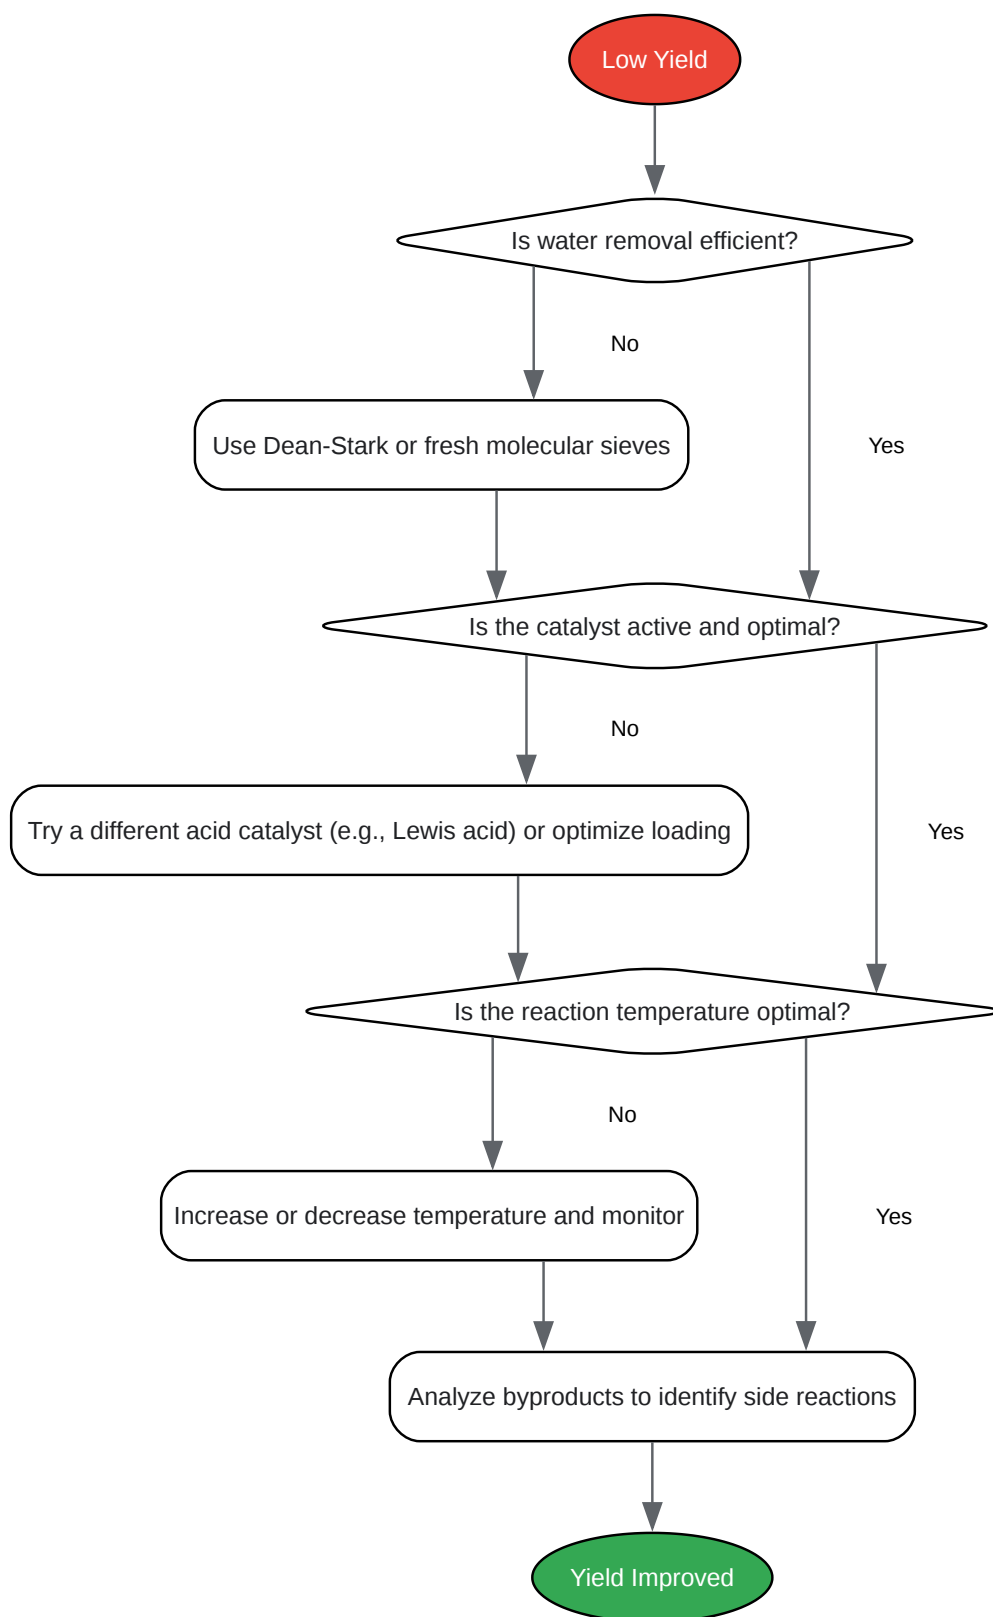 Low Yield
Is water removal efficient?
No
Use Dean-Stark or fresh molecular sieves
Yes
Is the catalyst active and optimal?
No
Try a different acid catalyst (e.g., Lewis acid) or optimize loading
Yes
Is the reaction temperature optimal?
No
Increase or decrease temperature and monitor
Yes
Analyze byproducts to identify side reactions
Yield Improved